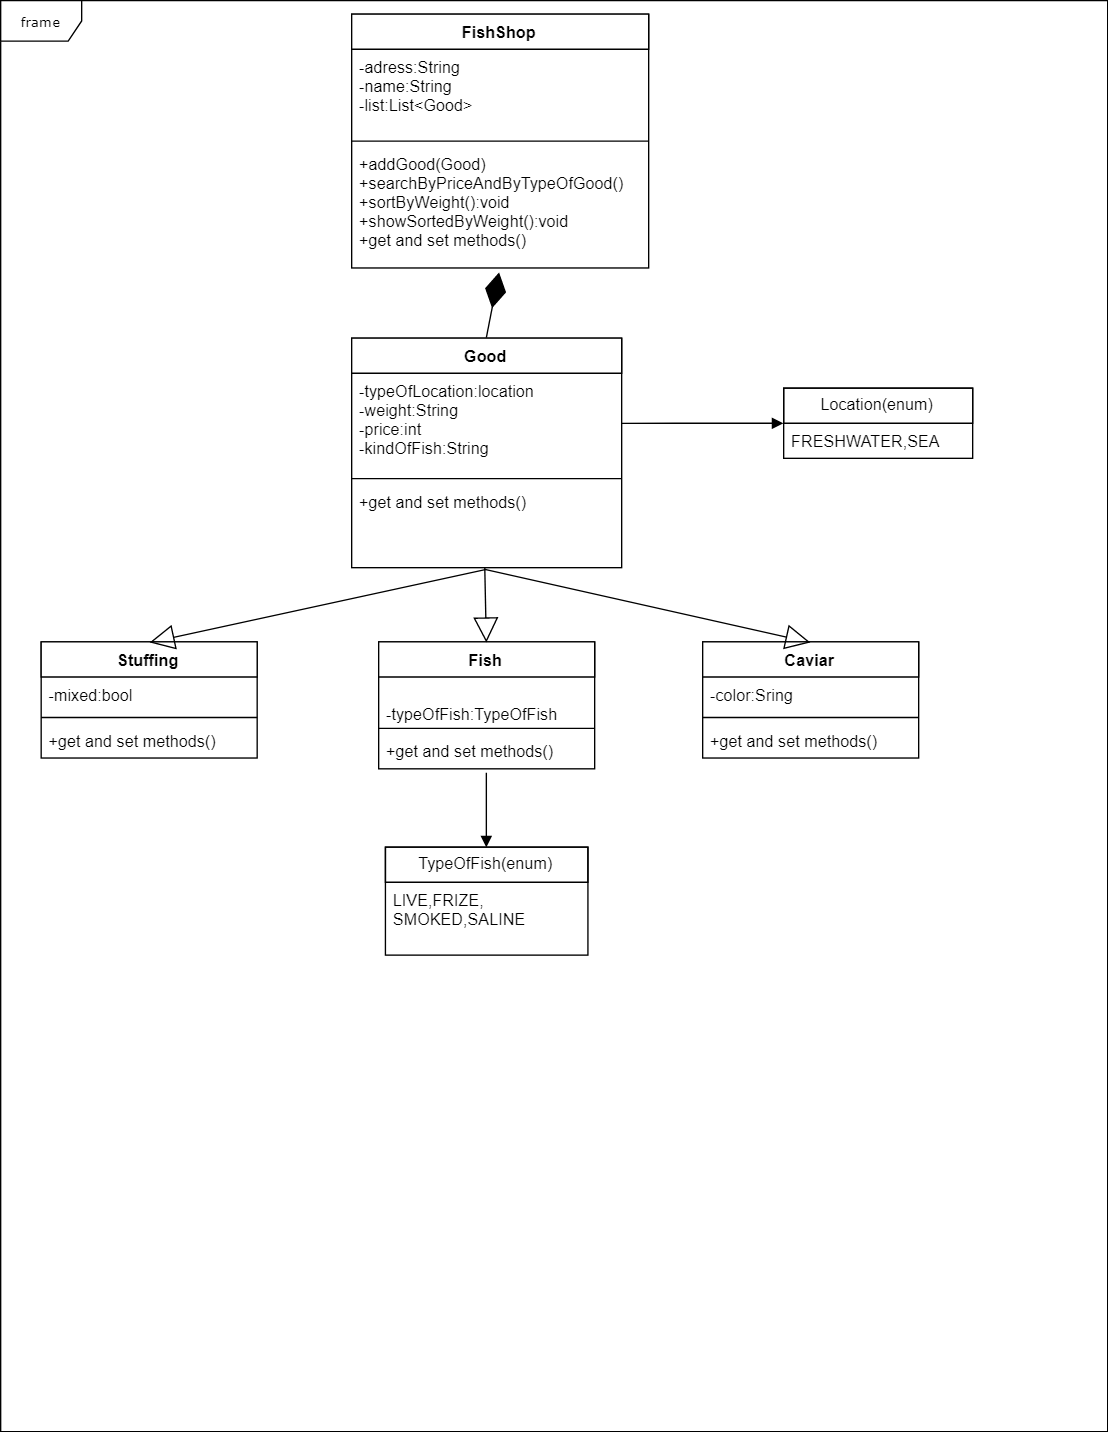 frame
FishShop
-adress:String
-name:String
-list:List<Good>
+addGood(Good)
+searchByPriceAndByTypeOfGood()
+sortByWeight():void
+showSortedByWeight():void
+get and set methods()
Good
-typeOfLocation:location
-weight:String
-price:int
-kindOfFish:String
+get and set methods()
Location(enum)
FRESHWATER,SEA
Stuffing
-mixed:bool
+get and set methods()
Fish
-typeOfFish:TypeOfFish
+get and set methods()
Caviar
-color:Sring
+get and set methods()
TypeOfFish(enum)
LIVE,FRIZE,
SMOKED,SALINE